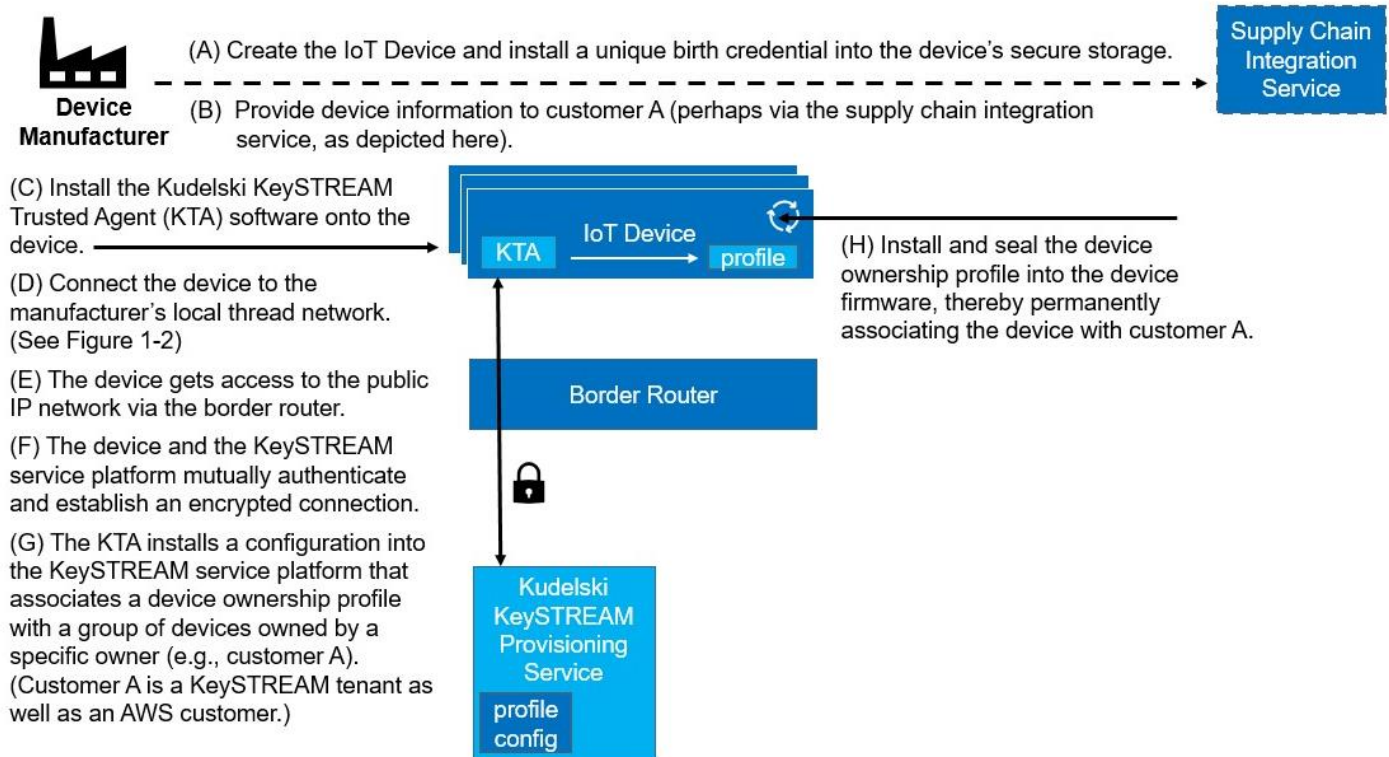 (A) Create the IoT Device and install a unique birth credential into the device's secure storage.
Supply Chain
Integration
Service
Device
Manufacturer
(B) Provide device information to customer A (perhaps via the supply chain integration
service, as depicted here).
(C) Install the Kudelski KeySTREAM
Trusted Agent (KTA) software onto the
device.
IoT Device
KTA
profile
(D) Connect the device to the
manufacturer's local thread network.
(See Figure 1-2)
(H) Install and seal the device
ownership profile into the device
firmware, thereby permanently
associating the device with customer A.
(E) The device gets access to the public
IP network via the border router.
Border Router
(F) The device and the KeySTREAM
service platform mutually authenticate
and establish an encrypted connection.
(G) The KTA installs a configuration into
the KeySTREAM service platform that
associates a device ownership profile
with a group of devices owned by a
specific owner (e.g., customer A).
(Customer A is a KeySTREAM tenant as
well as an AWS customer.)
Kudelski
KeySTREAM
Provisioning
Service
profile
config